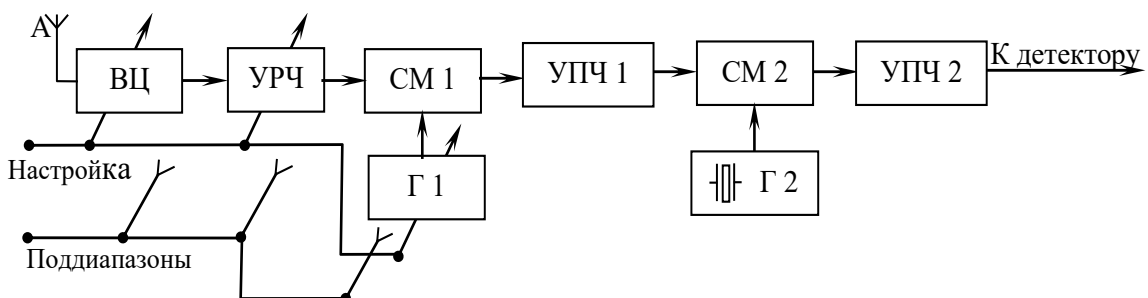 А
ВЦ
УРЧ
СМ 1
УПЧ 1
СМ 2
УПЧ 2
К детектору
Настройка
Г 1
Г 2
Поддиапазоны